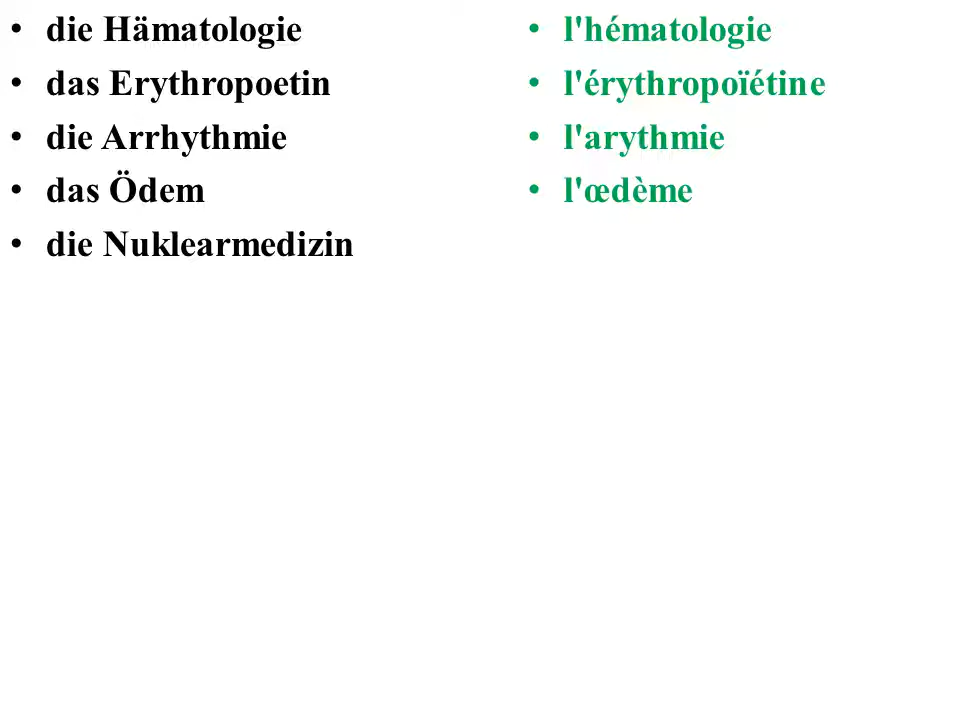 • die Hämatologie
• das Erythropoetin
• die Arrhythmie
• das Ödem
• die Nuklearmedizin
• l'hématologie
• l'érythropoïétine
• l'arythmie
• l'œdème